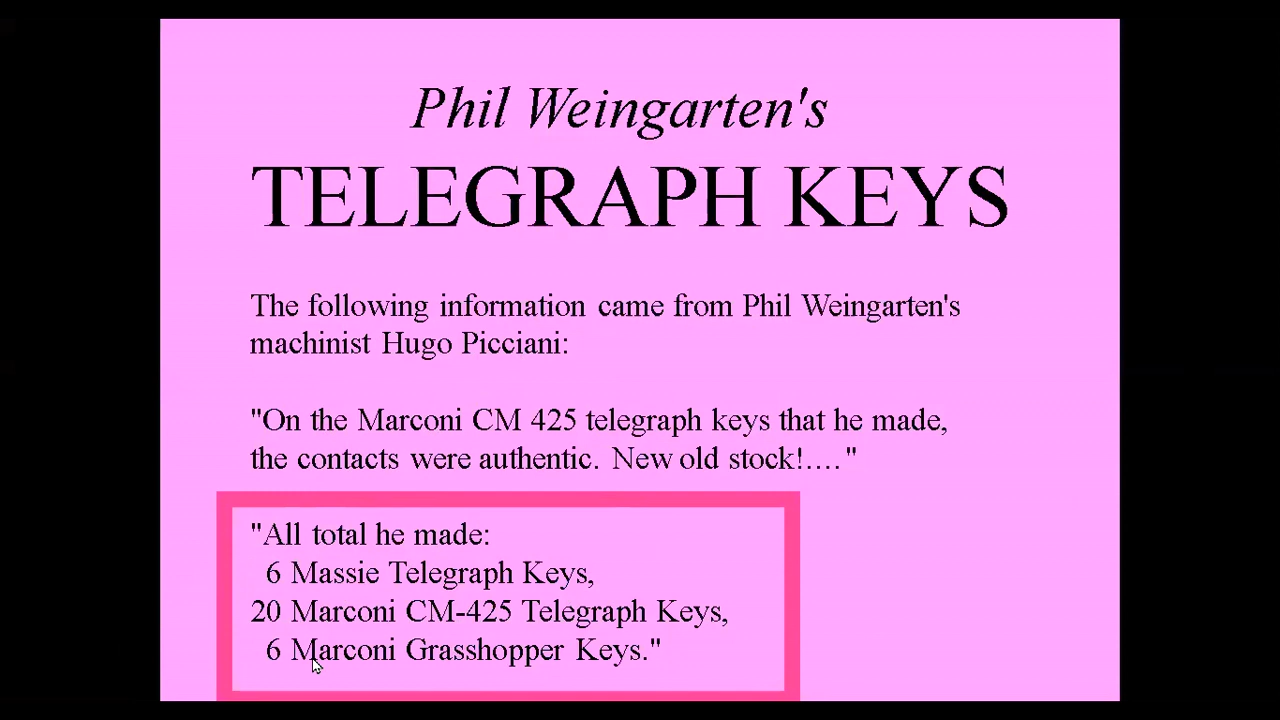 Phil Weingarten's
TELEGRAPH KEYS
The following information came from Phil Weingarten's
machinist Hugo Picciani:
"On the Marconi CM 425 telegraph keys that he made,
the contacts were authentic. New old stock!...."
"All total he made:
6 Massie Telegraph Keys,
20 Marconi CM-425 Telegraph Keys,
6 Marconi Grasshopper Keys."